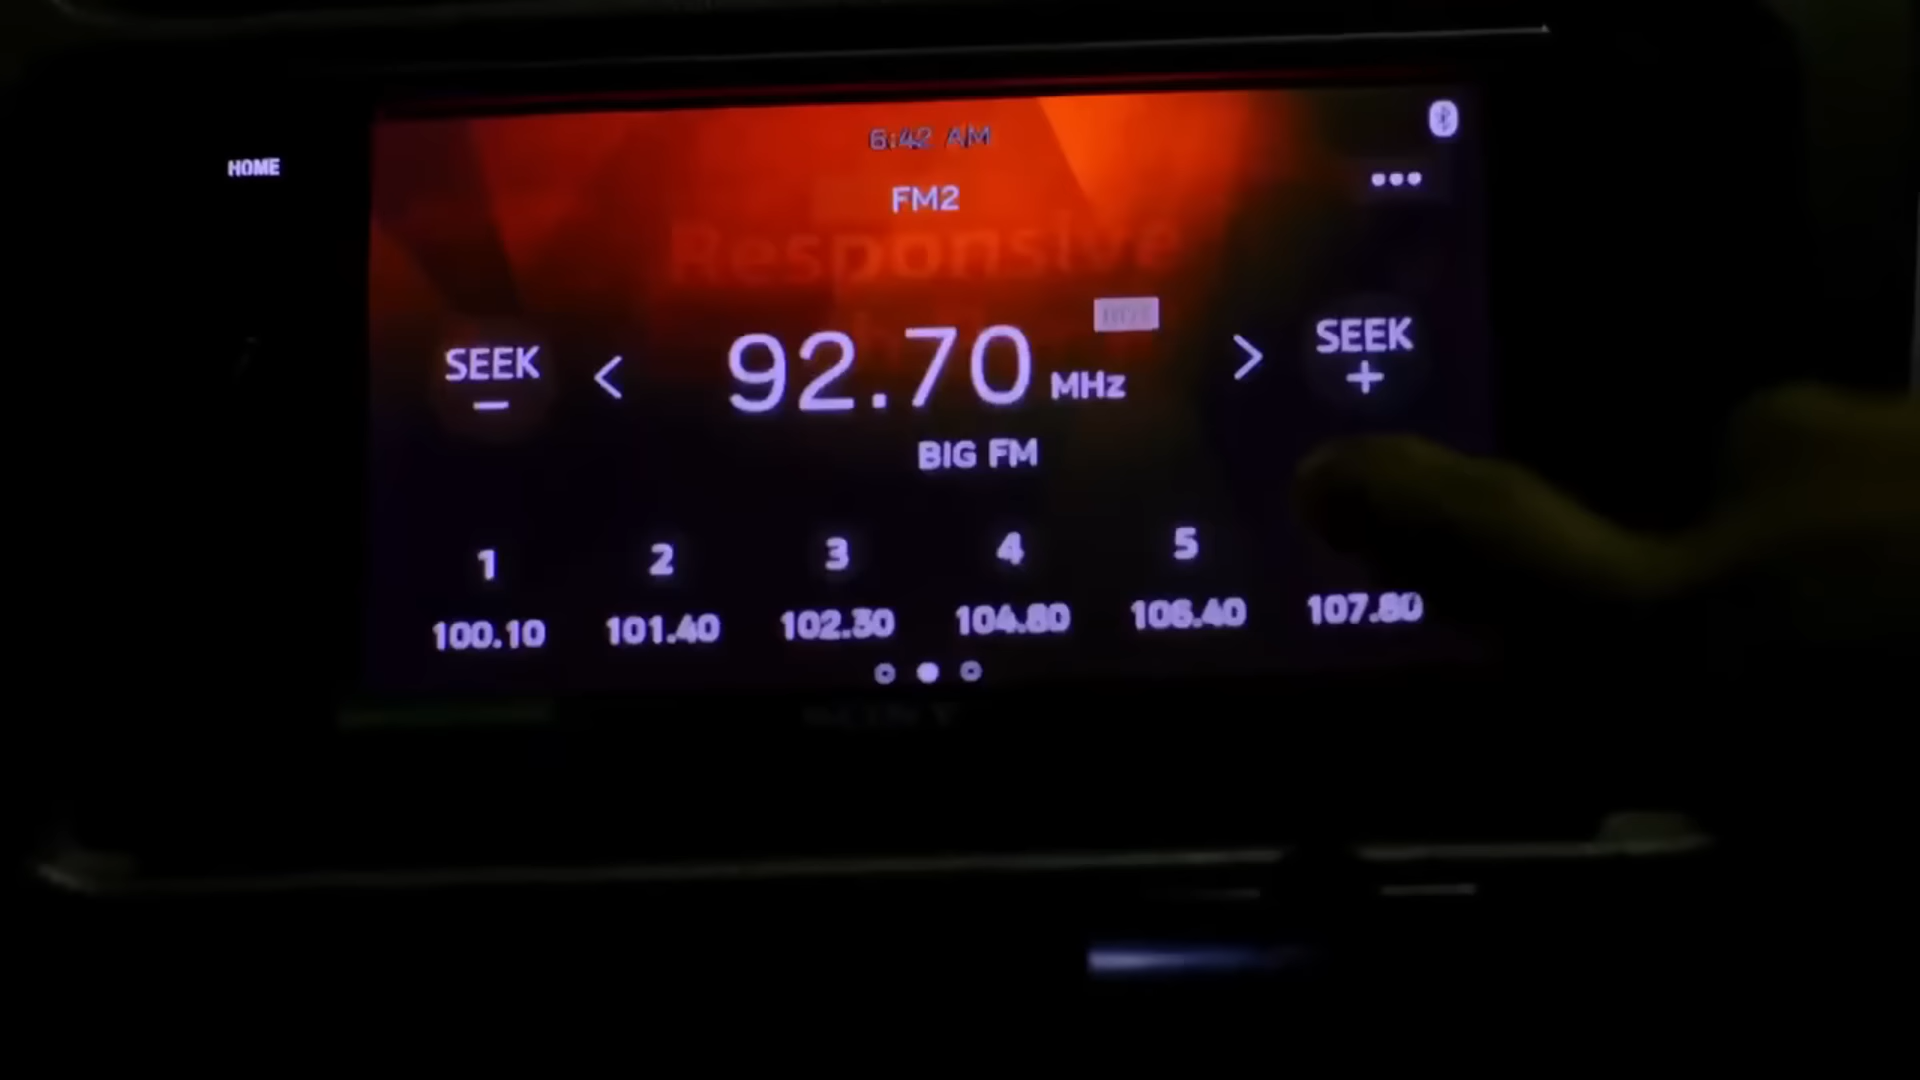 6:42 AM
HOME
FM2
Responsive
SEEK
−
<
92.70 MHz
>
SEEK
+
BIG FM
1 2 3 4 5
100.10 101.40 102.30 104.80 106.40 107.80
SONY